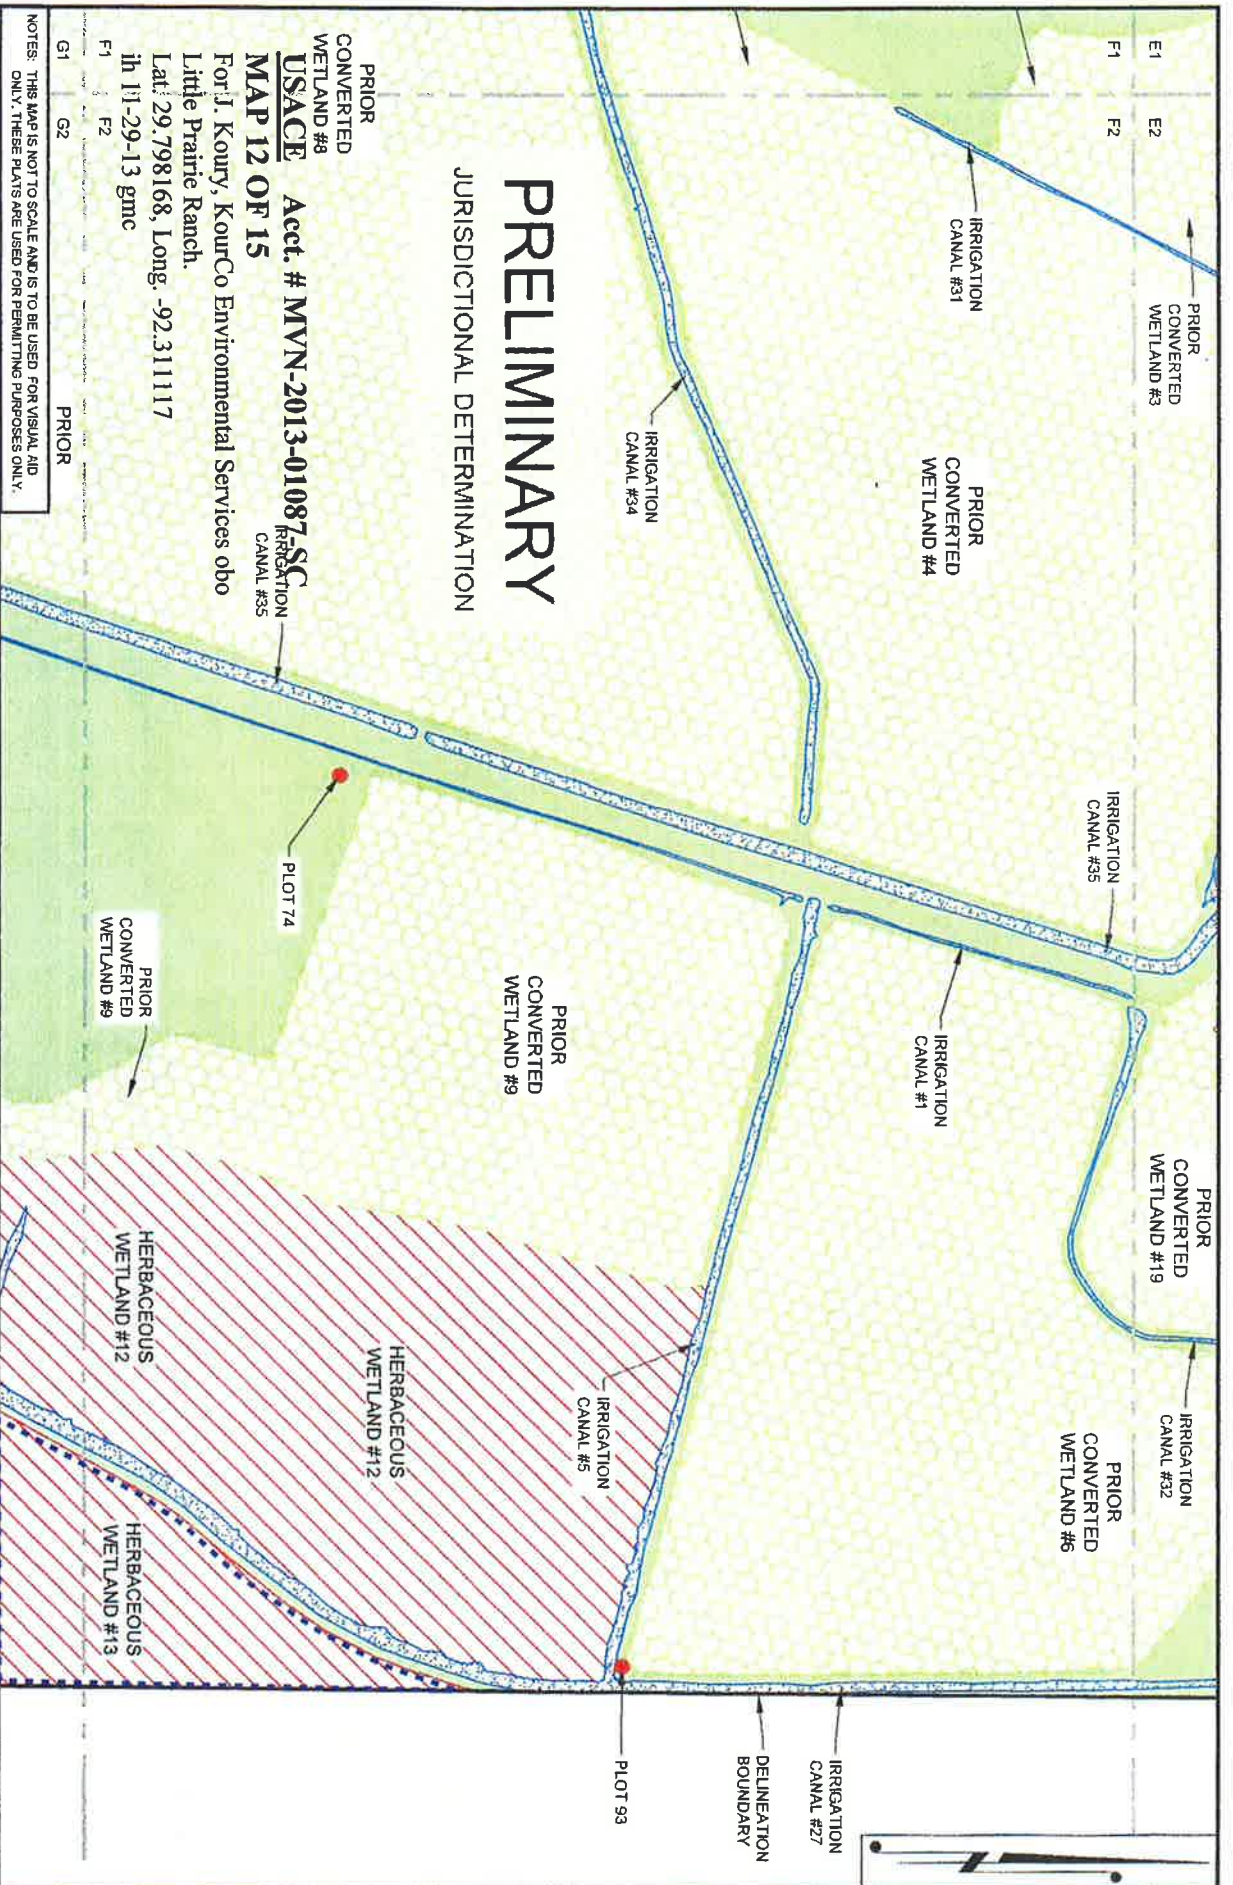 E1
E2
F1
F2
PRIOR
CONVERTED
WETLAND #3
IRRIGATION
CANAL #31
PRIOR
CONVERTED
WETLAND #4
IRRIGATION
CANAL #34
IRRIGATION
CANAL #35
PRIOR
CONVERTED
WETLAND #19
IRRIGATION
CANAL #32
PRIOR
CONVERTED
WETLAND #6
IRRIGATION
CANAL #1
IRRIGATION
CANAL #27
DELINEATION
BOUNDARY
PLOT 93
PRIOR
CONVERTED
WETLAND #9
IRRIGATION
CANAL #5
HERBACEOUS
WETLAND #12
PLOT 74
PRIOR
CONVERTED
WETLAND #9
HERBACEOUS
WETLAND #12
HERBACEOUS
WETLAND #13
PRELIMINARY
JURISDICTIONAL DETERMINATION
PRIOR
CONVERTED
WETLAND #8
USACE Acct. # MVN-2013-01087-SC
MAP 12 OF 15
For J. Koury, KourCo Environmental Services obo
Little Prairie Ranch.
Lat. 29.798168, Long. -92.311117
ih 11-29-13 gmc
IRRIGATION
CANAL #35
F1
F2
G1
G2
PRIOR
NOTES: THIS MAP IS NOT TO SCALE AND IS TO BE USED FOR VISUAL AID
ONLY. THESE PLATS ARE USED FOR PERMITTING PURPOSES ONLY.